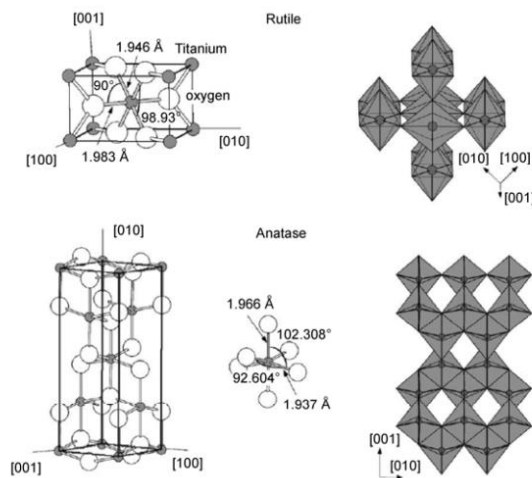 Rutile
[001]
1.946 Å
Titanium
90°
oxygen
98.93°
[010]
[100]
1.983 Å
[010]
[100]
[001]
Anatase
[010]
1.966 Å
102.308°
92.604°
1.937 Å
[001]
[100]
[001]
[010]